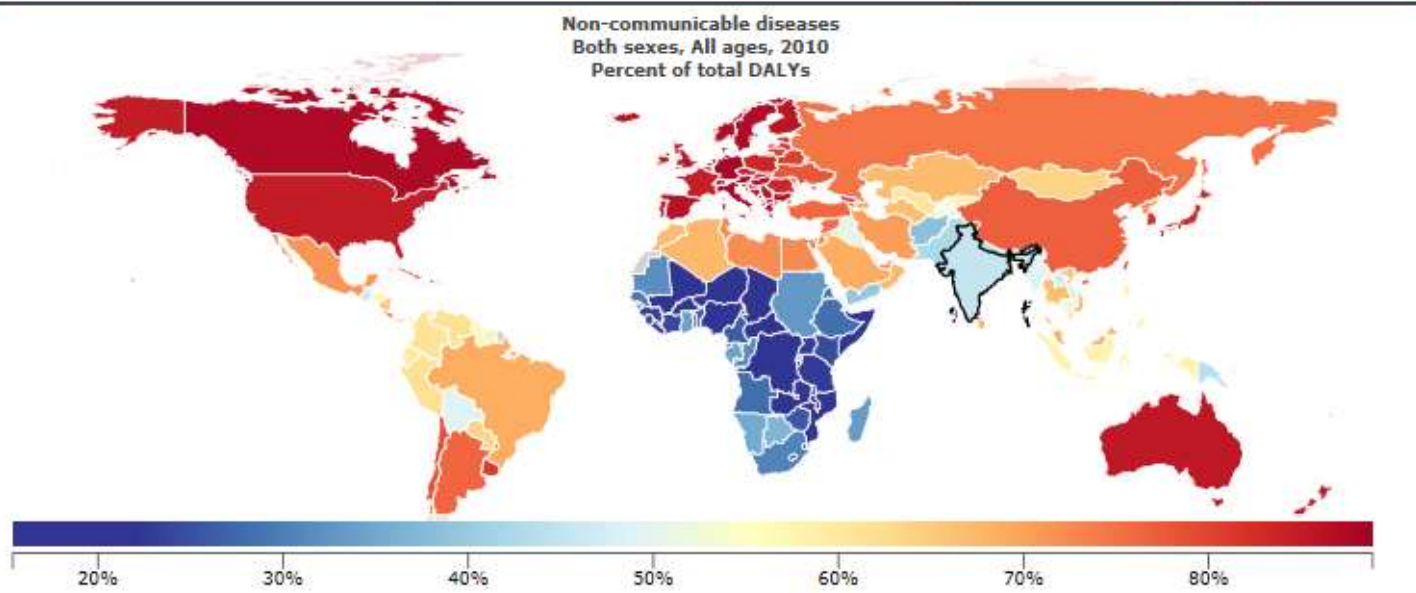 Non-communicable diseases
Both sexes, All ages, 2010
Percent of total DALYs
20% 30% 40% 50% 60% 70% 80%